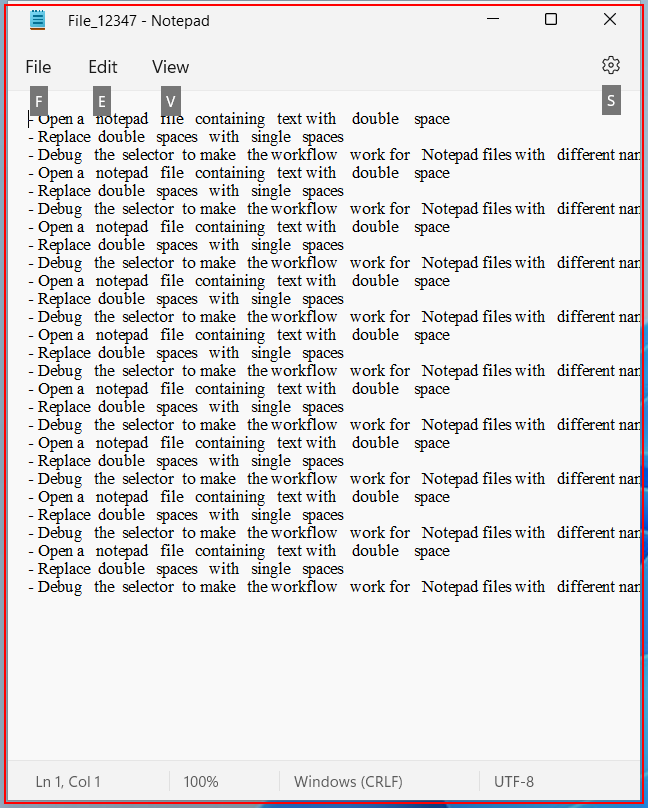 File_12347 - Notepad
File Edit View
F E V S
- Open a notepad file containing text with double space
- Replace double spaces with single spaces
- Debug the selector to make the workflow work for Notepad files with different nar
- Open a notepad file containing text with double space
- Replace double spaces with single spaces
- Debug the selector to make the workflow work for Notepad files with different nar
- Open a notepad file containing text with double space
- Replace double spaces with single spaces
- Debug the selector to make the workflow work for Notepad files with different nar
- Open a notepad file containing text with double space
- Replace double spaces with single spaces
- Debug the selector to make the workflow work for Notepad files with different nar
- Open a notepad file containing text with double space
- Replace double spaces with single spaces
- Debug the selector to make the workflow work for Notepad files with different nar
- Open a notepad file containing text with double space
- Replace double spaces with single spaces
- Debug the selector to make the workflow work for Notepad files with different nar
- Open a notepad file containing text with double space
- Replace double spaces with single spaces
- Debug the selector to make the workflow work for Notepad files with different nar
- Open a notepad file containing text with double space
- Replace double spaces with single spaces
- Debug the selector to make the workflow work for Notepad files with different nar
- Open a notepad file containing text with double space
- Replace double spaces with single spaces
- Debug the selector to make the workflow work for Notepad files with different nar
Ln 1, Col 1 100% Windows (CRLF) UTF-8